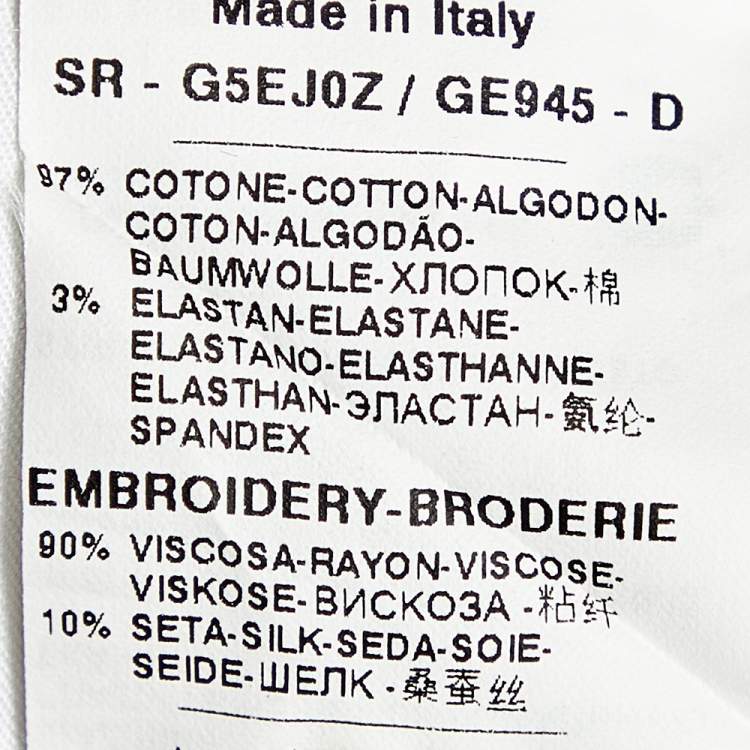 Made in Italy
SR - G5EJ0Z / GE945 - D
97% COTONE-COTTON-ALGODON-
COTON-ALGODÃO-
BAUMWOLLE-ХЛОПОК-棉
3% ELASTAN-ELASTANE-
ELASTANO-ELASTHANNE-
ELASTHAN-ЭЛАСТАН-氨纶-
SPANDEX
EMBROIDERY-BRODERIE
90% VISCOSA-RAYON-VISCOSE-
VISKOSE-ВИСКОЗА -粘纤
10% SETA-SILK-SEDA-SOIE-
SEIDE-ШЕЛК -桑蚕丝